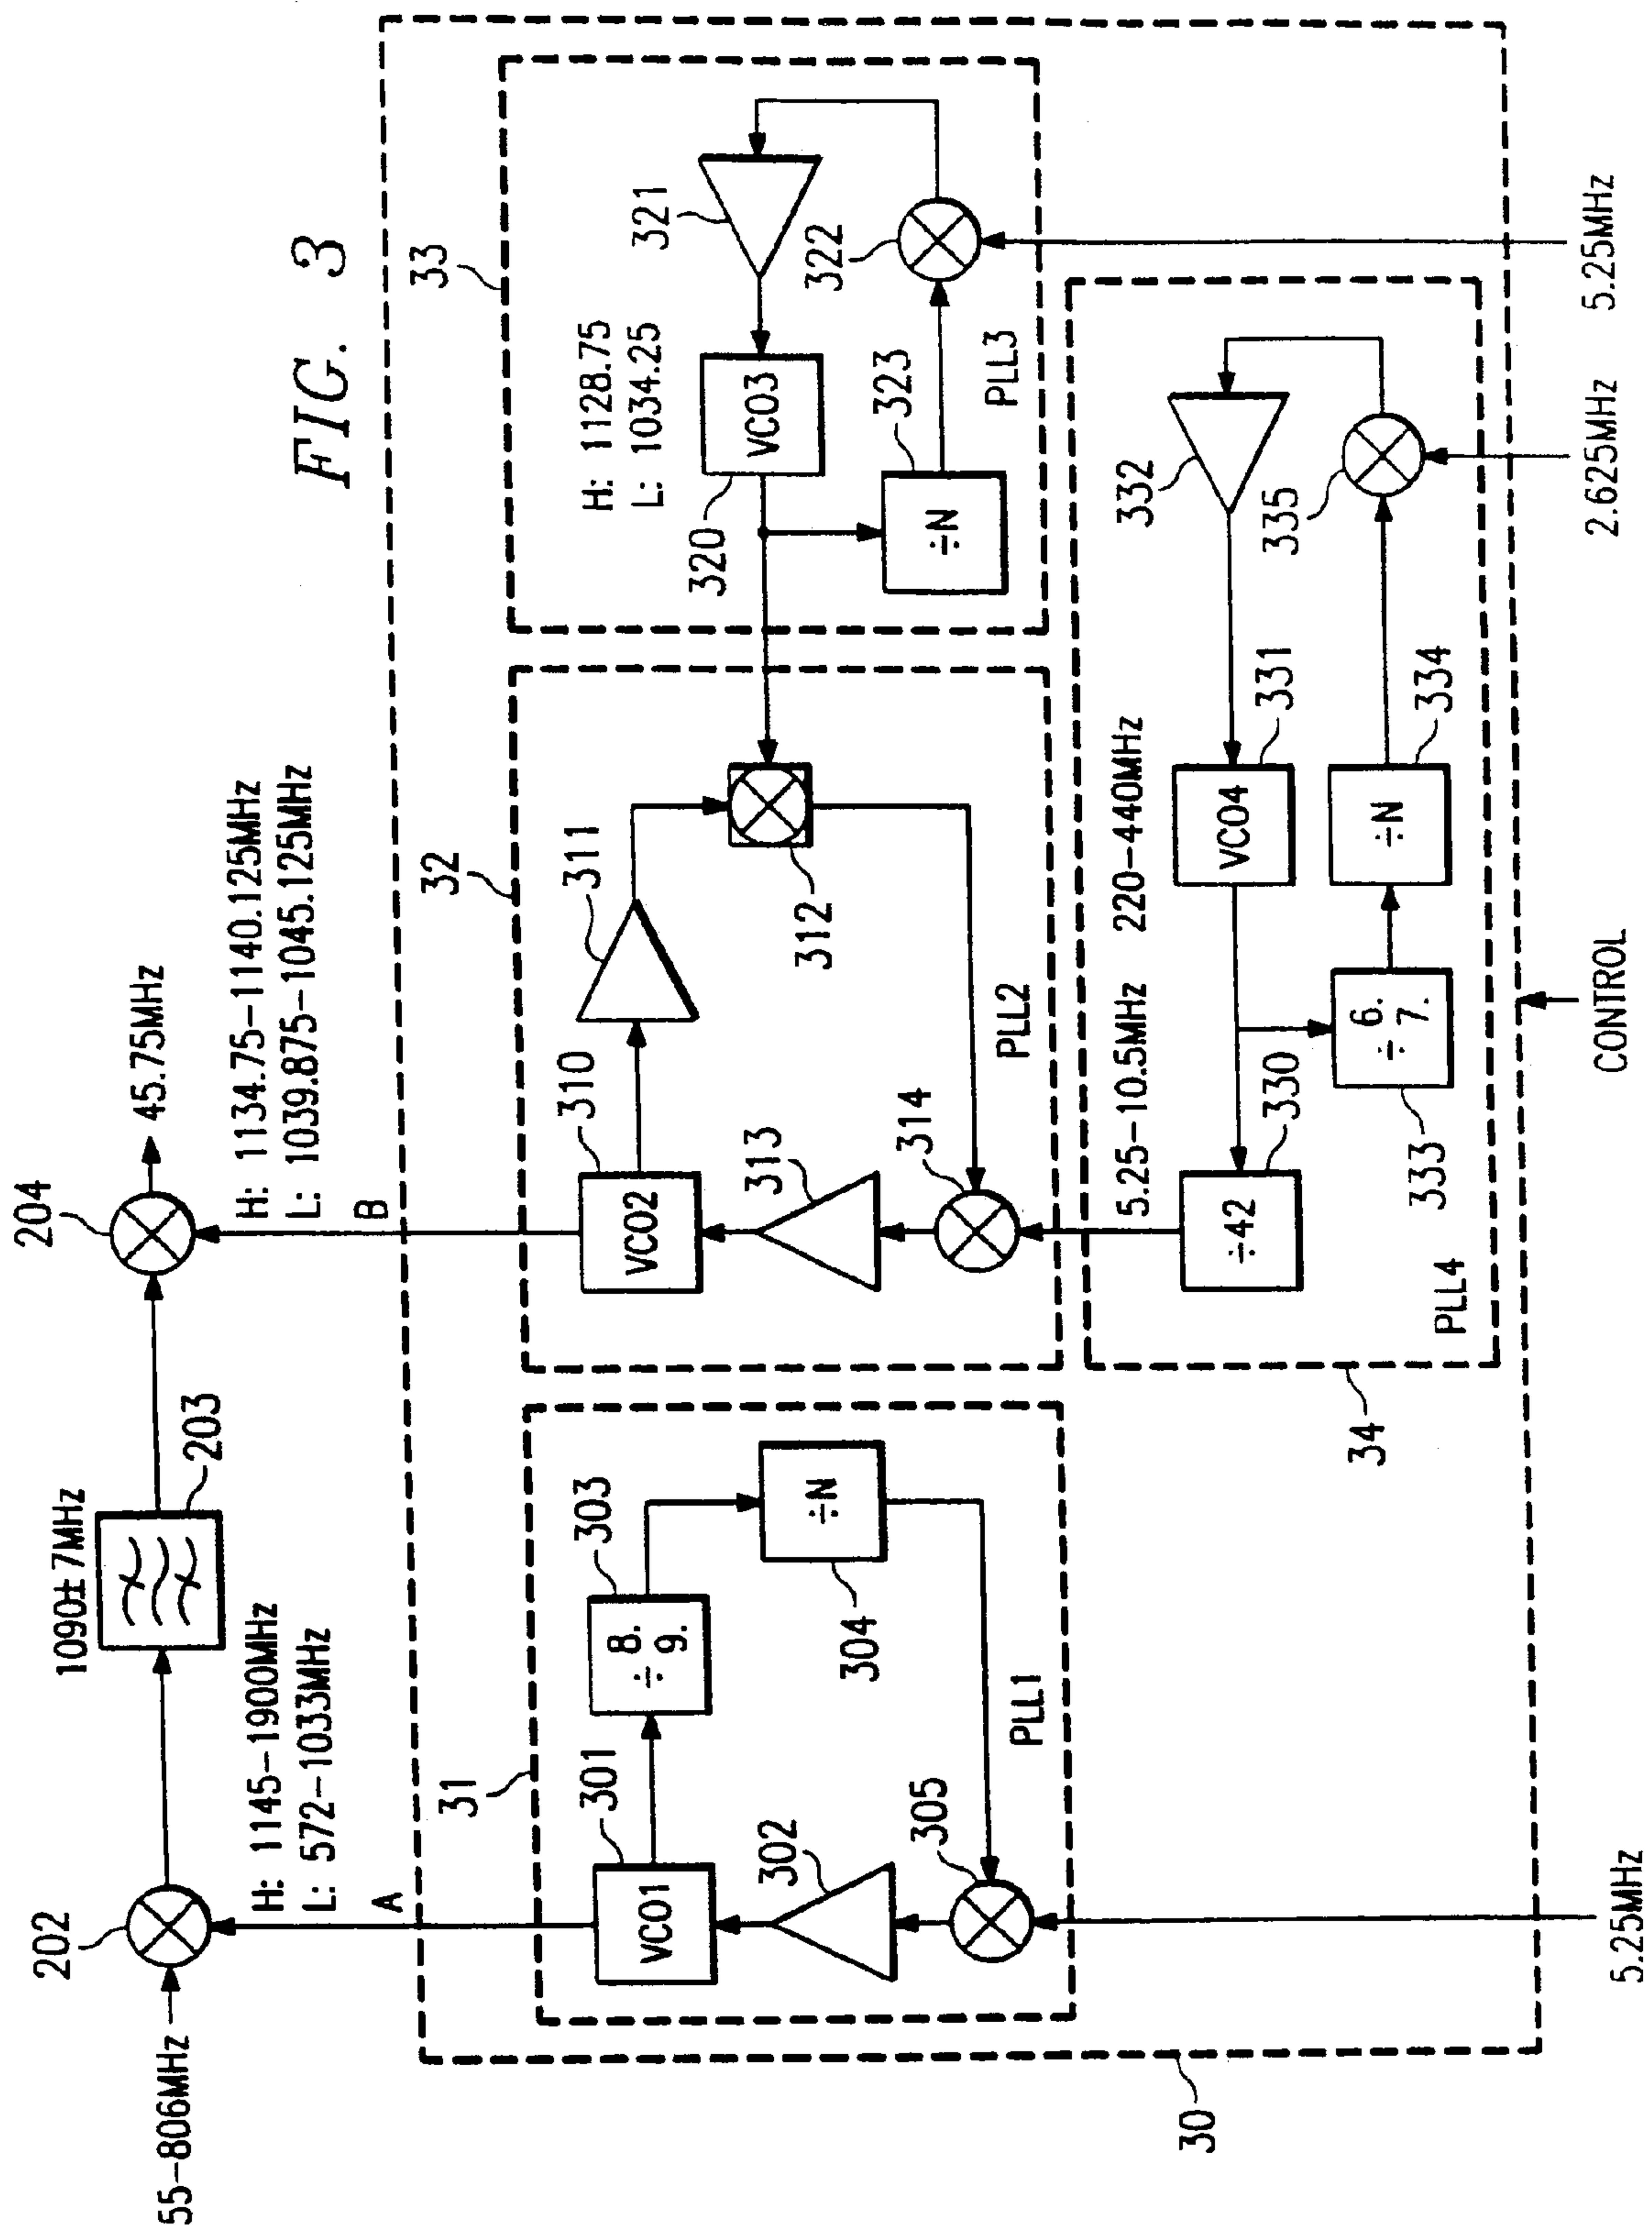 FIG. 3
55-806MHz
202
1090±7MHz
203
204
45.75MHz
H: 1145-1900MHz
L: 572-1033MHz
A
H: 1134.75-1140.125MHz
L: 1039.875-1045.125MHz
B
30
31
301
VCO1
302
303
÷8.
9.
304
÷N
305
PLL1
5.25MHz
32
310
VCO2
311
312
313
314
PLL2
33
H: 1128.75
L: 1034.25
320
VCO3
321
322
323
÷N
PLL3
5.25MHz
34
5.25-10.5MHz
220-440MHz
÷42
330
VCO4
331
332
÷6.
7.
333
÷N
334
335
PLL4
2.625MHz
CONTROL